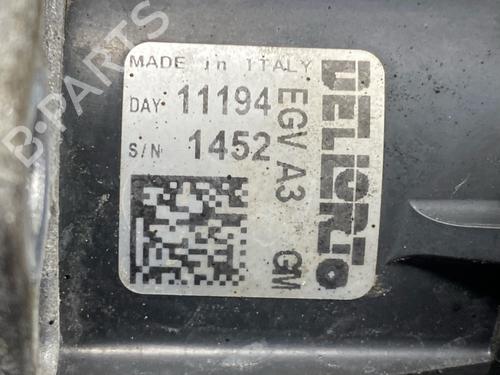 MADE in ITALY
DAY 11194
S/N 1452
EGV A3 GM
DELLORTO
B-PARTS